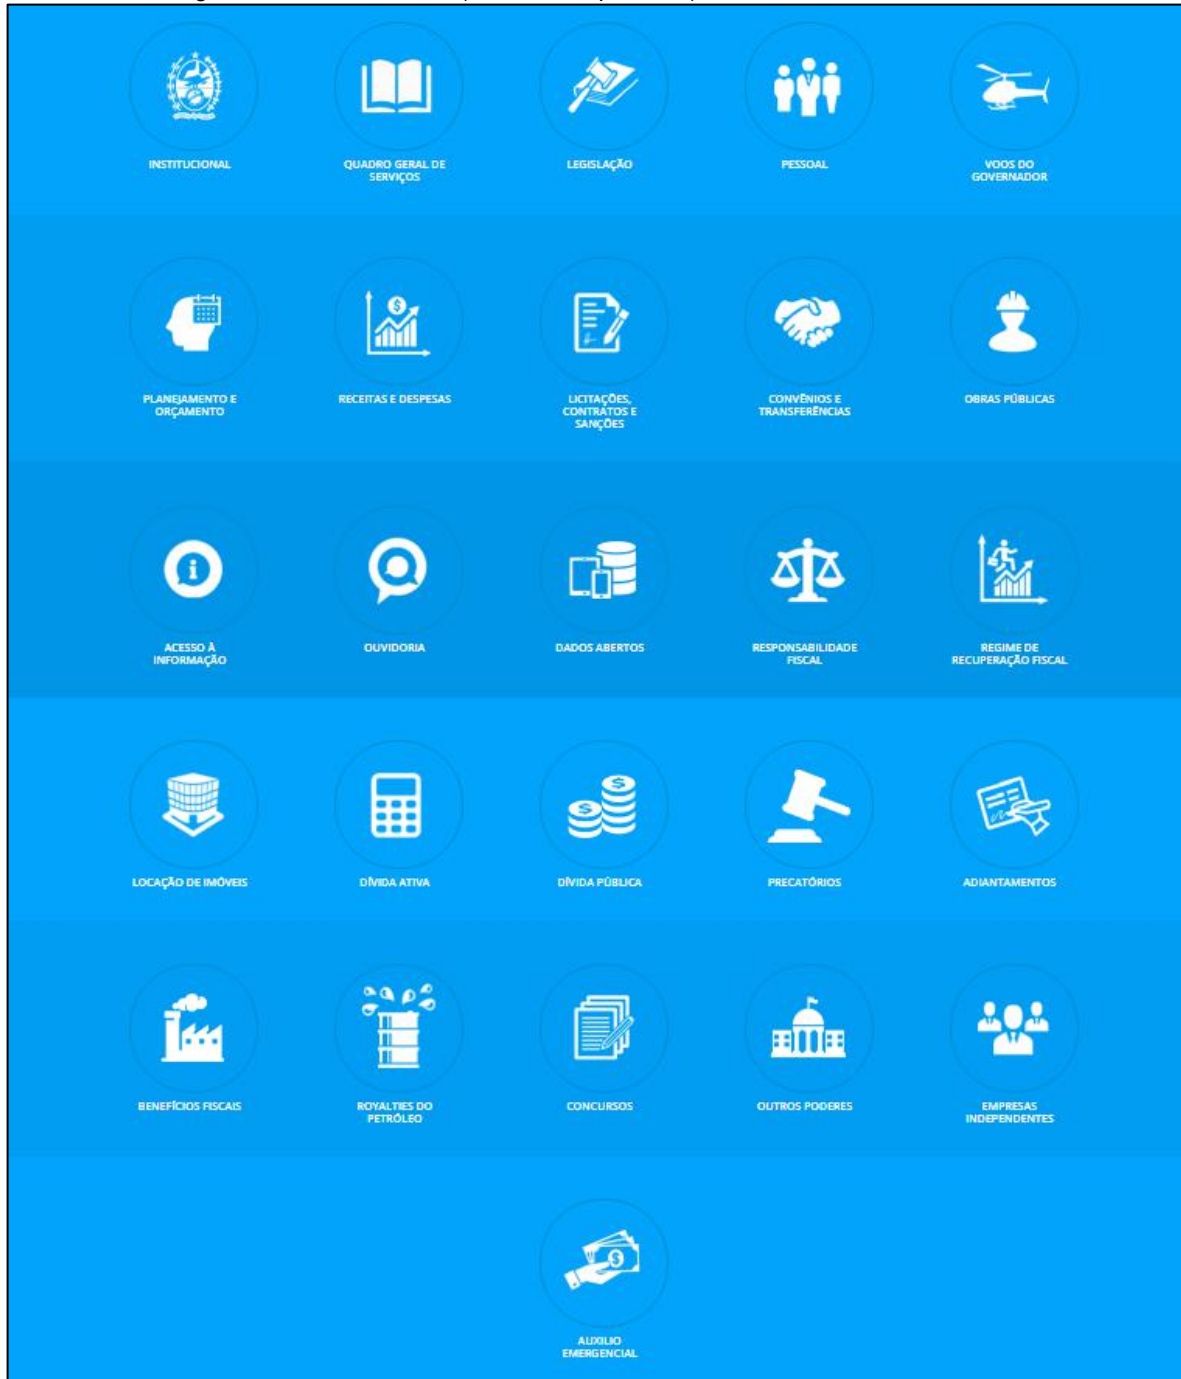 INSTITUCIONAL
QUADRO GERAL DE
SERVIÇOS
LEGISLAÇÃO
PESSOAL
VOOS DO
GOVERNADOR
PLANEJAMENTO E
ORÇAMENTO
RECEITAS E DESPESAS
LICITAÇÕES,
CONTRATOS E
SANÇÕES
CONVÊNIOS E
TRANSFERÊNCIAS
OBRAS PÚBLICAS
ACESSO À
INFORMAÇÃO
OUVIDORIA
DADOS ABERTOS
RESPONSABILIDADE
FISCAL
REGIME DE
RECUPERAÇÃO FISCAL
LOCAÇÃO DE IMÓVEIS
DÍVIDA ATIVA
DÍVIDA PÚBLICA
PRECATÓRIOS
ADIANTAMENTOS
BENEFÍCIOS FISCAIS
ROYALTIES DO
PETRÓLEO
CONCURSOS
OUTROS PODERES
EMPRESAS
INDEPENDENTES
AUXILIO
EMERGENCIAL